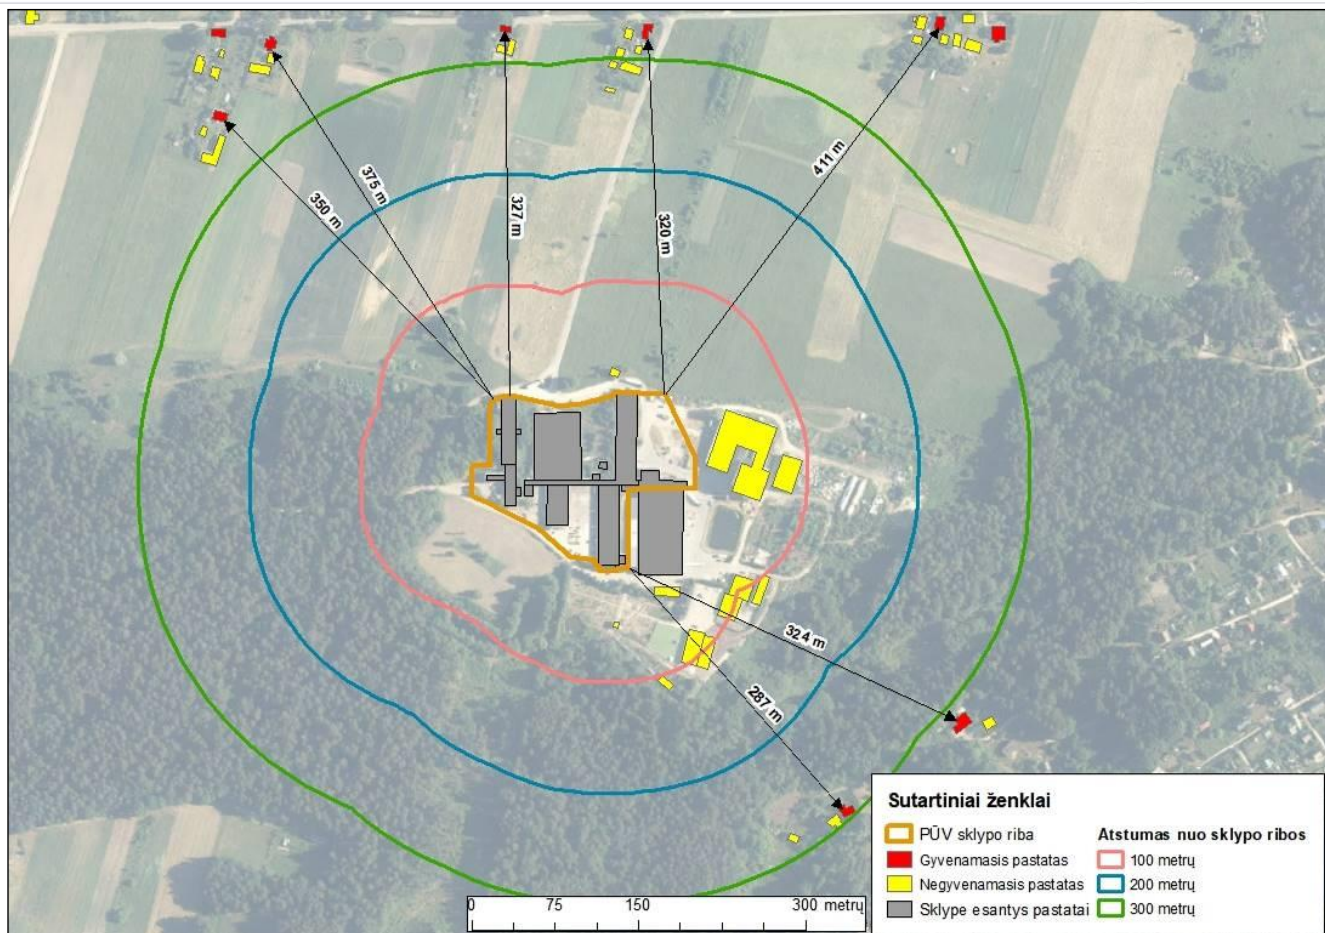 375 m
350 m
327 m
320 m
411 m
324 m
287 m
Sutartiniai ženklai
PŪV sklypo riba
Gyvenamasis pastatas
Negyvenamasis pastatas
Sklype esantys pastatai
Atstumas nuo sklypo ribos
100 metrų
200 metrų
300 metrų
0 75 150 300 metrų